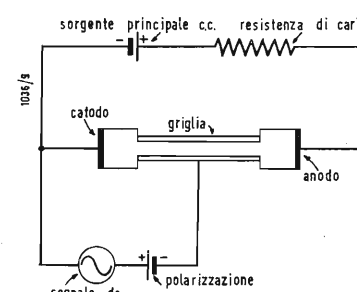 sorgente principale c.c.
resistenza di car
- +
1036/9
catodo
griglia
anodo
+ -
polarizzazione
segnale da